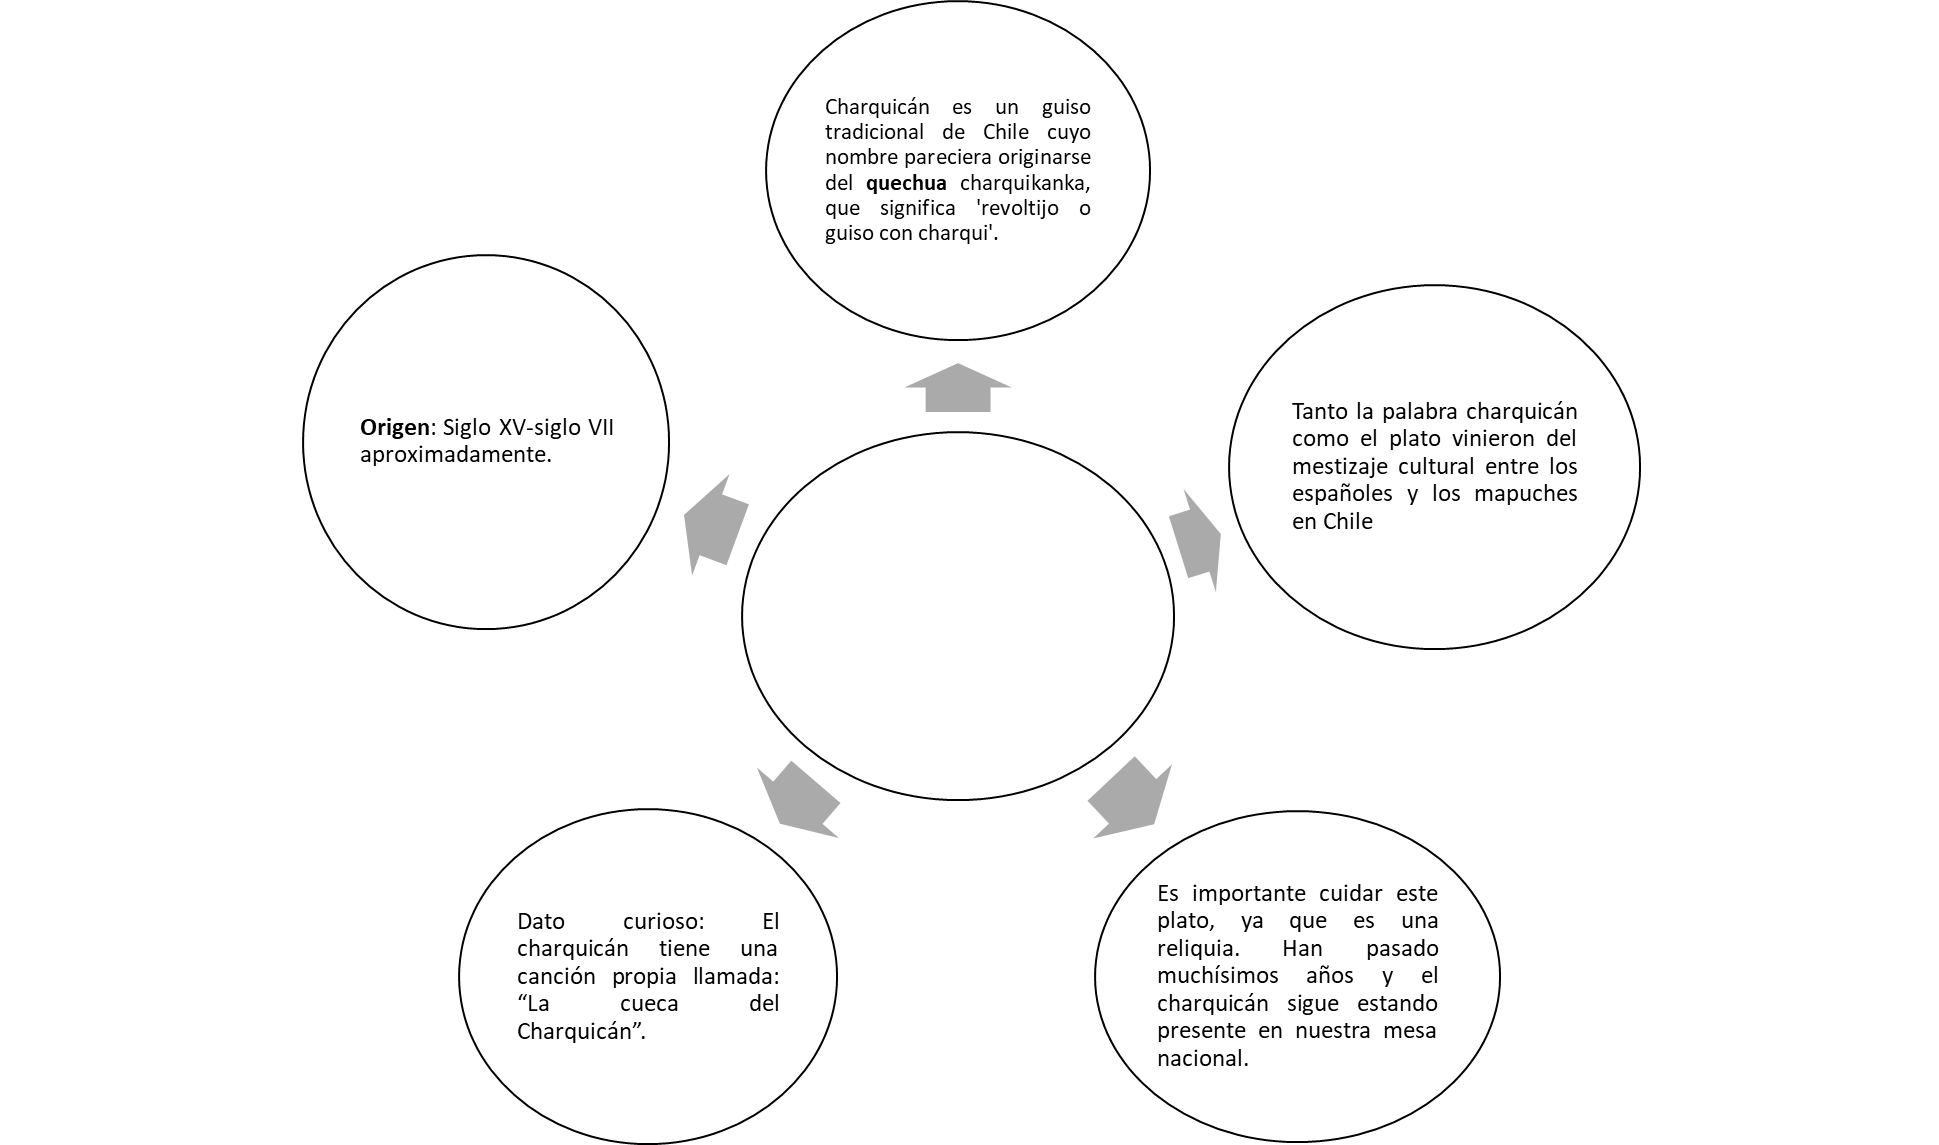 Charquicán es un guiso
tradicional de Chile cuyo
nombre pareciera originarse
del quechua charquikanka,
que significa 'revoltijo o
guiso con charqui'.
Tanto la palabra charquicán
como el plato vinieron del
mestizaje cultural entre los
españoles y los mapuches
en Chile
Es importante cuidar este
plato, ya que es una
reliquia. Han pasado
muchísimos años y el
charquicán sigue estando
presente en nuestra mesa
nacional.
Dato curioso: El
charquicán tiene una
canción propia llamada:
“La cueca del
Charquicán”.
Origen: Siglo XV-siglo VII
aproximadamente.